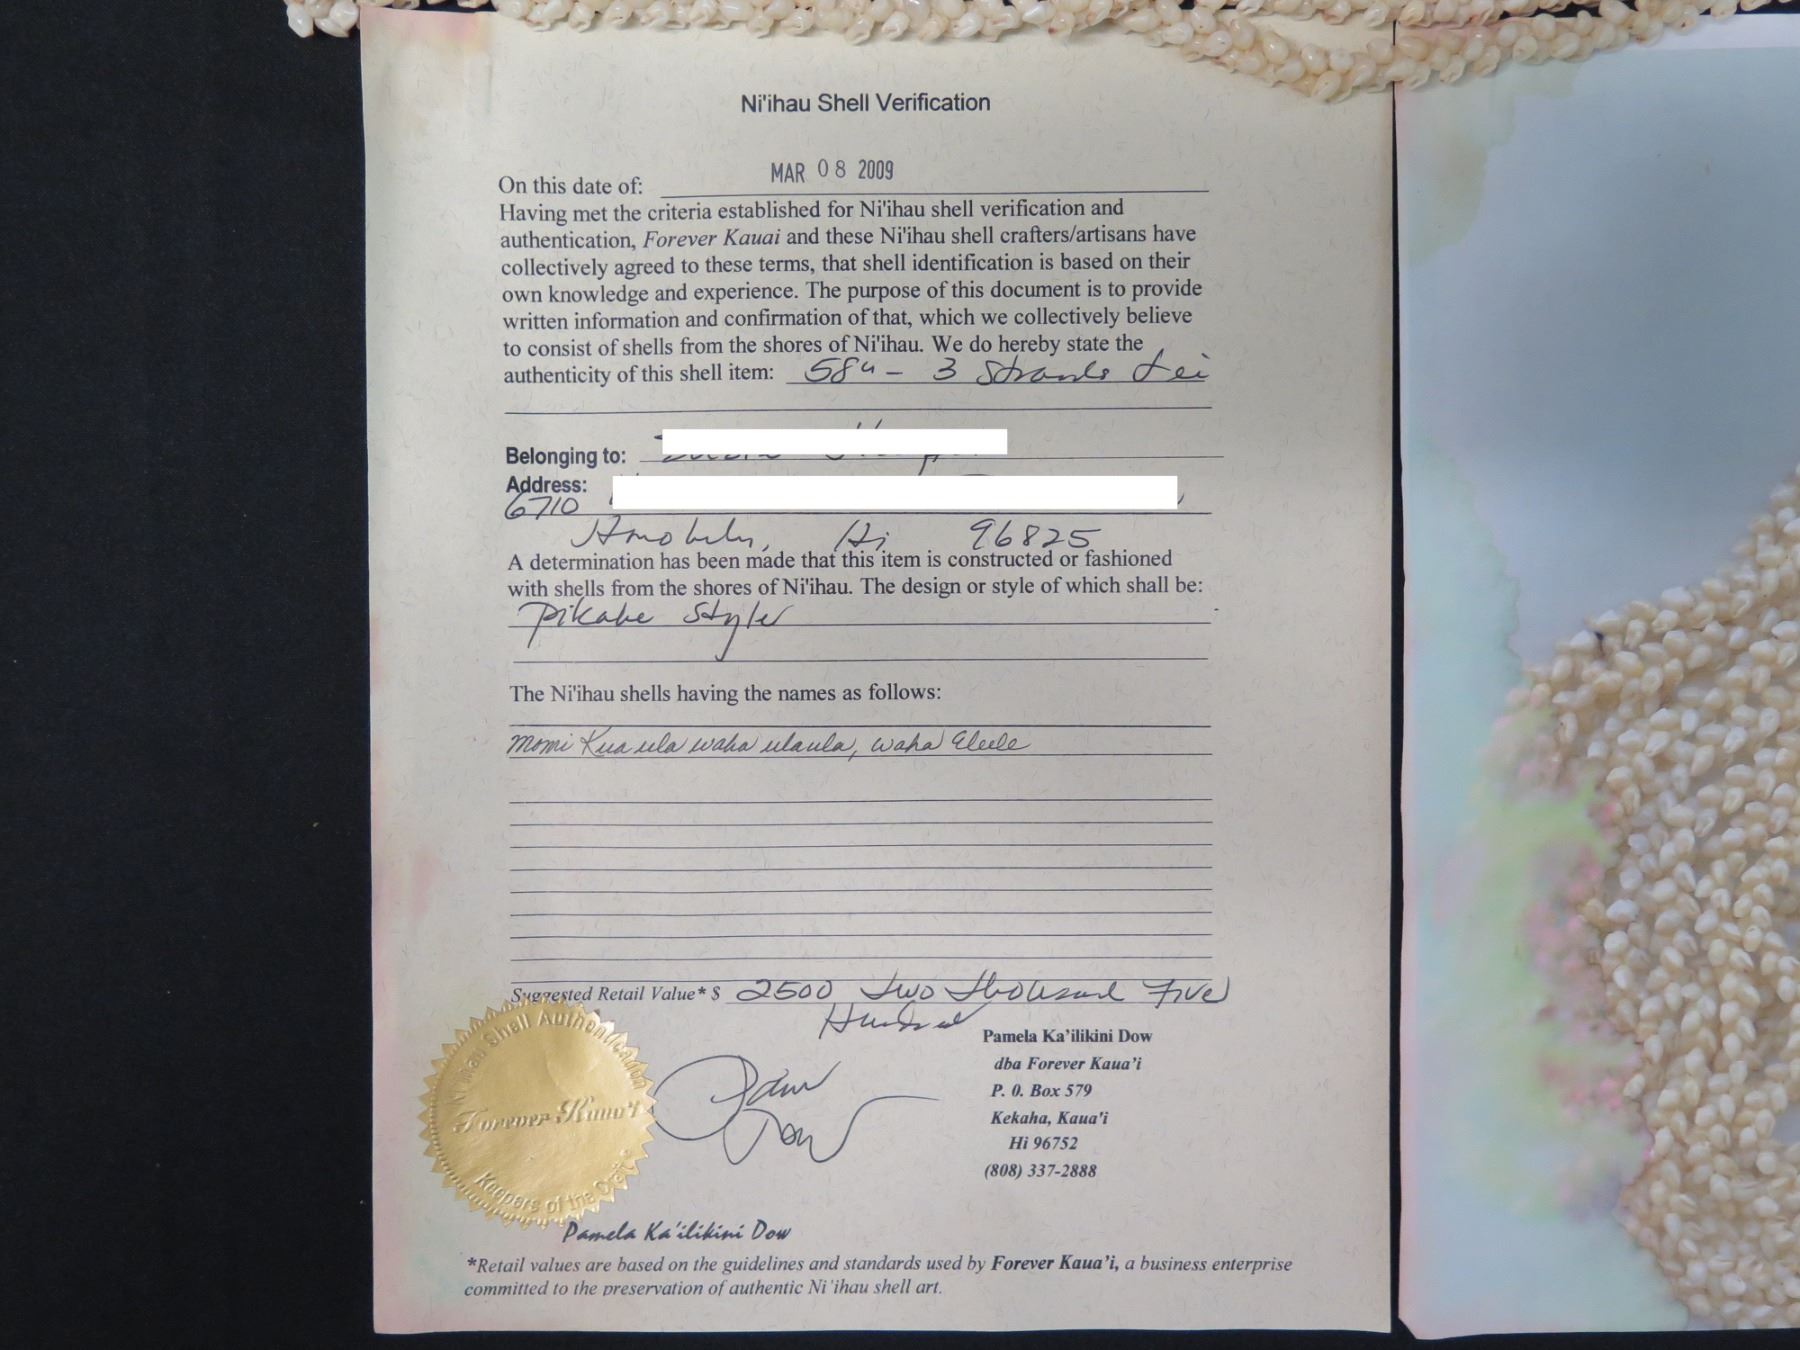 Ni'ihau Shell Verification
On this date of: MAR 08 2009
Having met the criteria established for Ni'ihau shell verification and
authentication, Forever Kauai and these Ni'ihau shell crafters/artisans have
collectively agreed to these terms, that shell identification is based on their
own knowledge and experience. The purpose of this document is to provide
written information and confirmation of that, which we collectively believe
to consist of shells from the shores of Ni'ihau. We do hereby state the
authenticity of this shell item: 58" - 3 Strands Lei
Belonging to:
Address:
6710
Honolulu, Hi 96825
A determination has been made that this item is constructed or fashioned
with shells from the shores of Ni'ihau. The design or style of which shall be:
Pikake Style
The Ni'ihau shells having the names as follows:
momi Kua ula waha ulaula, waha Eleele
Suggested Retail Value* $ 2500 two thousand Five
Hundred
Pamela Ka'ilikini Dow
dba Forever Kaua'i
P. O. Box 579
Kekaha, Kaua'i
Hi 96752
(808) 337-2888
Ni'ihau Shell Authentication
Forever Kaua'i
Keepers of the Craft
Pam Dow
Pamela Ka'ilikini Dow
*Retail values are based on the guidelines and standards used by Forever Kaua'i, a business enterprise
committed to the preservation of authentic Ni'ihau shell art.